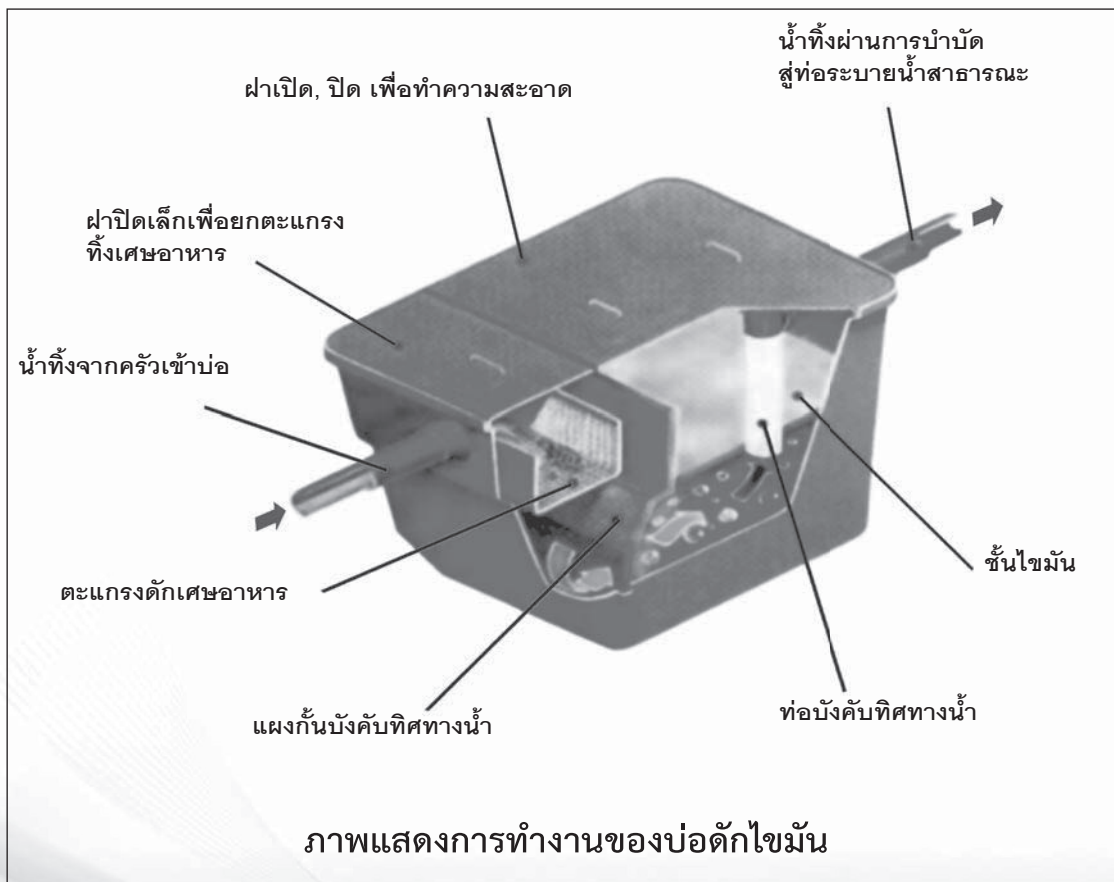 น้ำทิ้งผ่านการบำบัด
สู่ท่อระบายน้ำสาธารณะ
ฝาเปิด, ปิด เพื่อทำความสะอาด
ฝาปิดเล็กเพื่อยกตะแกรง
ทิ้งเศษอาหาร
น้ำทิ้งจากครัวเข้าบ่อ
ชั้นไขมัน
ตะแกรงดักเศษอาหาร
แผงกั้นบังคับทิศทางน้ำ
ท่อบังคับทิศทางน้ำ
ภาพแสดงการทำงานของบ่อดักไขมัน